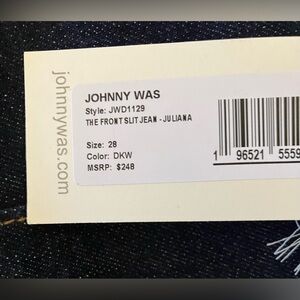 johnnywas.com
JOHNNY WAS
Style: JWD1129
THE FRONT SLIT JEAN - JULIANA
Size: 28
Color: DKW
MSRP: $248
1 96521 5559